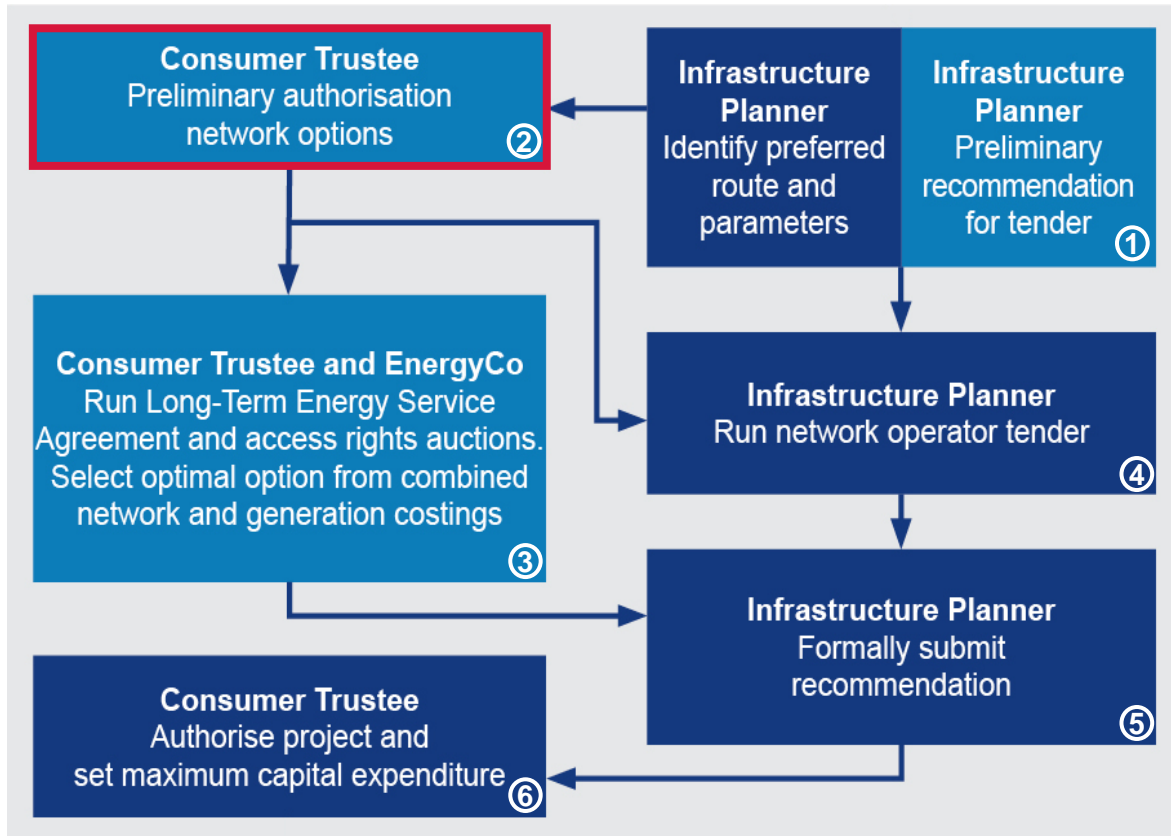 Consumer Trustee
Preliminary authorisation
network options
②
Infrastructure
Planner
Identify preferred
route and
parameters
Infrastructure
Planner
Preliminary
recommendation
for tender
①
Consumer Trustee and EnergyCo
Run Long-Term Energy Service
Agreement and access rights auctions.
Select optimal option from combined
network and generation costings
③
Infrastructure Planner
Run network operator tender
④
Infrastructure Planner
Formally submit
recommendation
⑤
Consumer Trustee
Authorise project and
set maximum capital expenditure
⑥